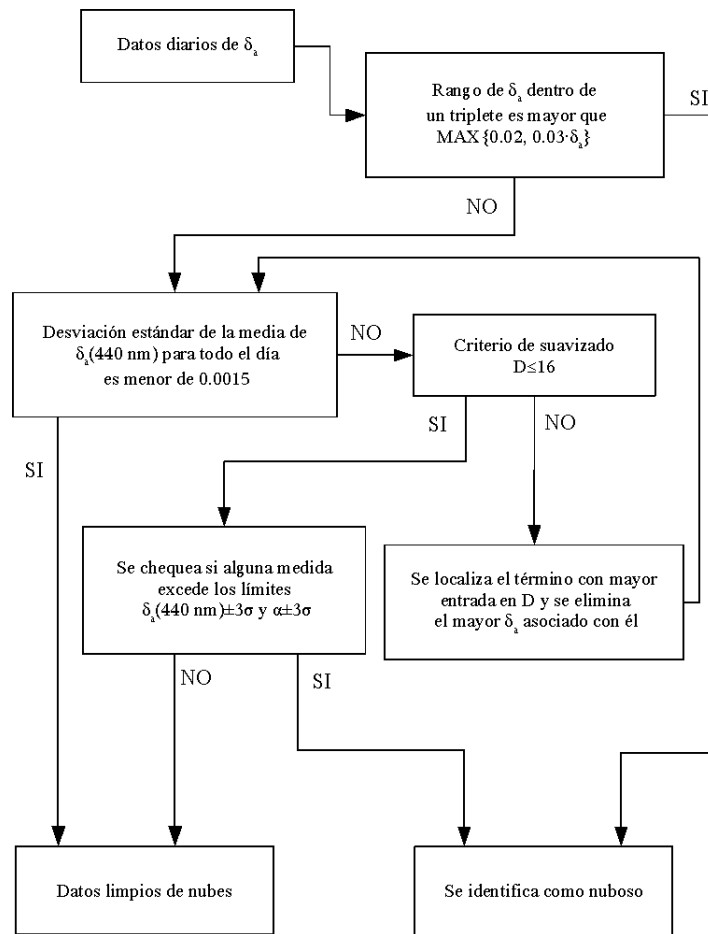 Datos diarios de δₐ
Rango de δₐ dentro de
un triplete es mayor que
MAX{0.02, 0.03·δₐ}
SI
NO
Desviación estándar de la media de
δₐ(440 nm) para todo el día
es menor de 0.0015
NO
Criterio de suavizado
D≤16
SI
NO
SI
Se chequea si alguna medida
excede los límites
δₐ(440 nm)±3σ y α±3σ
Se localiza el término con mayor
entrada en D y se elimina
el mayor δₐ asociado con él
NO
SI
Datos limpios de nubes
Se identifica como nuboso